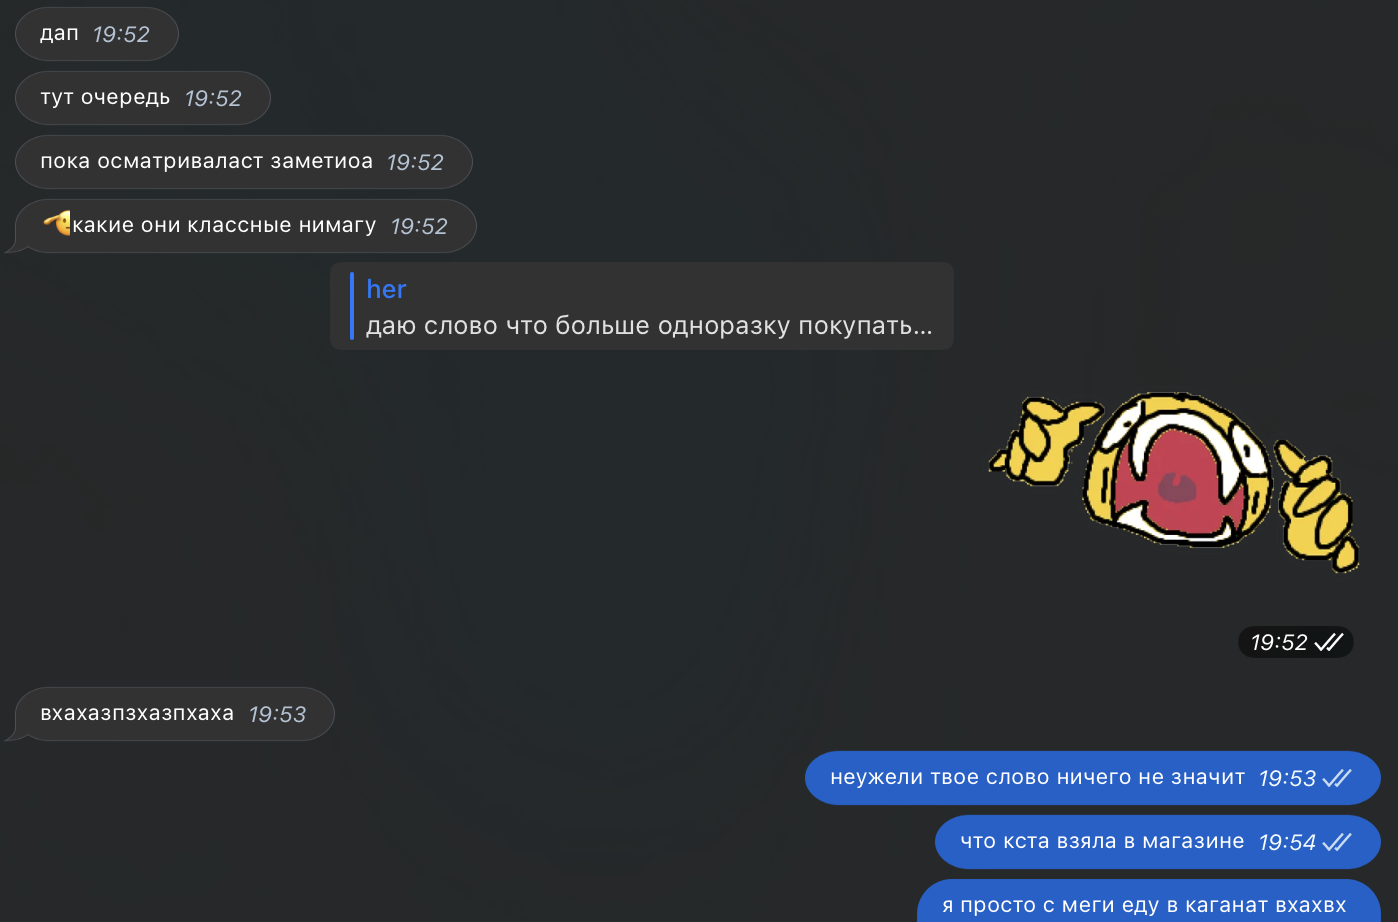 дап 19:52
тут очередь 19:52
пока осматриваласт заметиоа 19:52
какие они классные нимагу 19:52
her
даю слово что больше одноразку покупать...
19:52
вхахазпзхазпхаха 19:53
неужели твое слово ничего не значит 19:53
что кста взяла в магазине 19:54
я просто с меги еду в каганат вхахвх